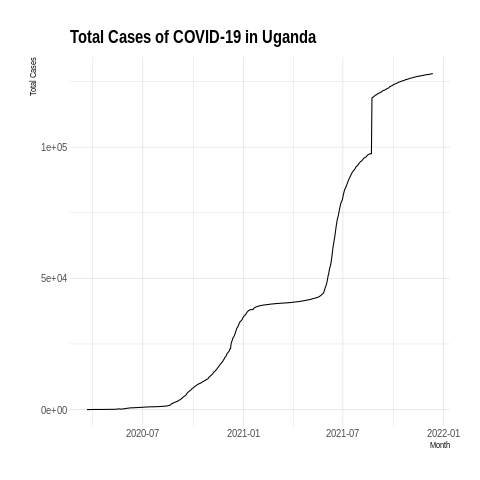 Total Cases of COVID-19 in Uganda
Total Cases
1e+05
5e+04
0e+00
2020-07 2021-01 2021-07 2022-01
Month